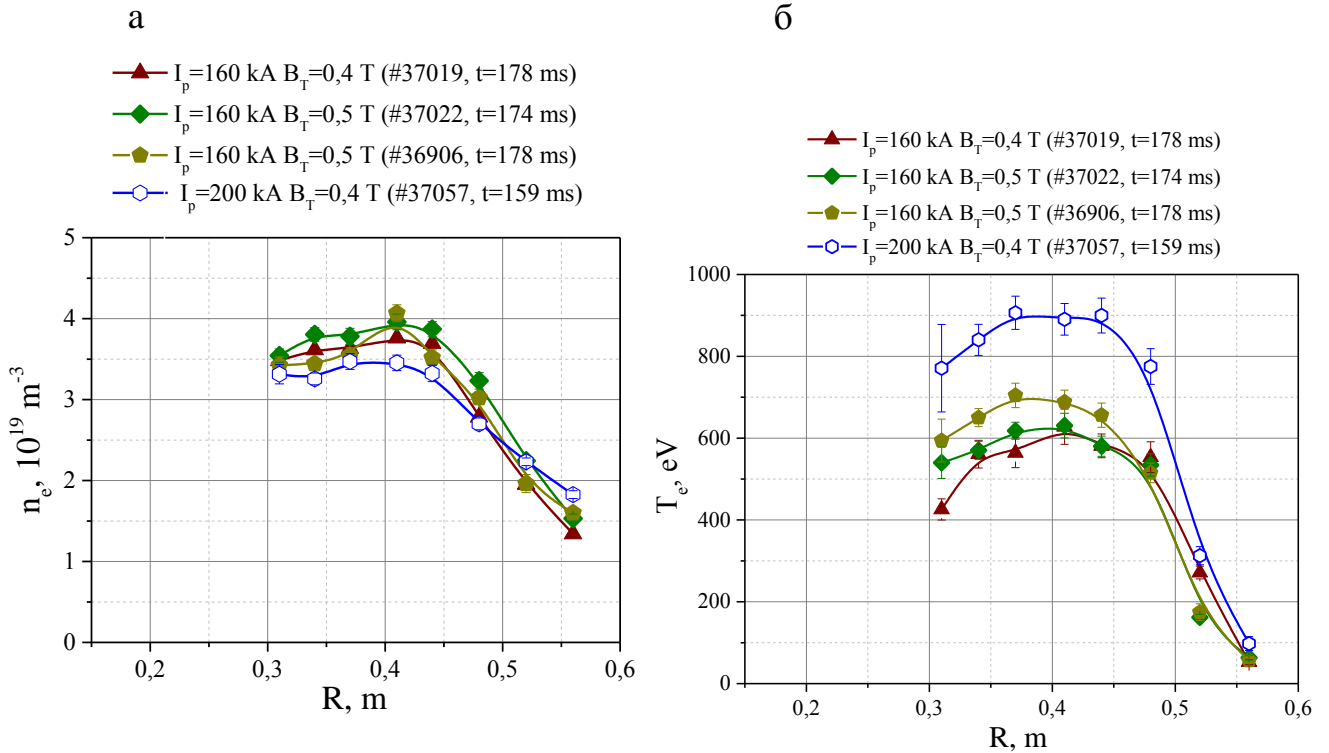 а
I_p=160 kA B_T=0,4 T (#37019, t=178 ms)
I_p=160 kA B_T=0,5 T (#37022, t=174 ms)
I_p=160 kA B_T=0,5 T (#36906, t=178 ms)
I_p=200 kA B_T=0,4 T (#37057, t=159 ms)
5
4
3
2
1
0
n_e, 10^19 m^-3
0,2 0,3 0,4 0,5 0,6
R, m
б
I_p=160 kA B_T=0,4 T (#37019, t=178 ms)
I_p=160 kA B_T=0,5 T (#37022, t=174 ms)
I_p=160 kA B_T=0,5 T (#36906, t=178 ms)
I_p=200 kA B_T=0,4 T (#37057, t=159 ms)
1000
800
600
400
200
0
T_e, eV
0,2 0,3 0,4 0,5 0,6
R, m